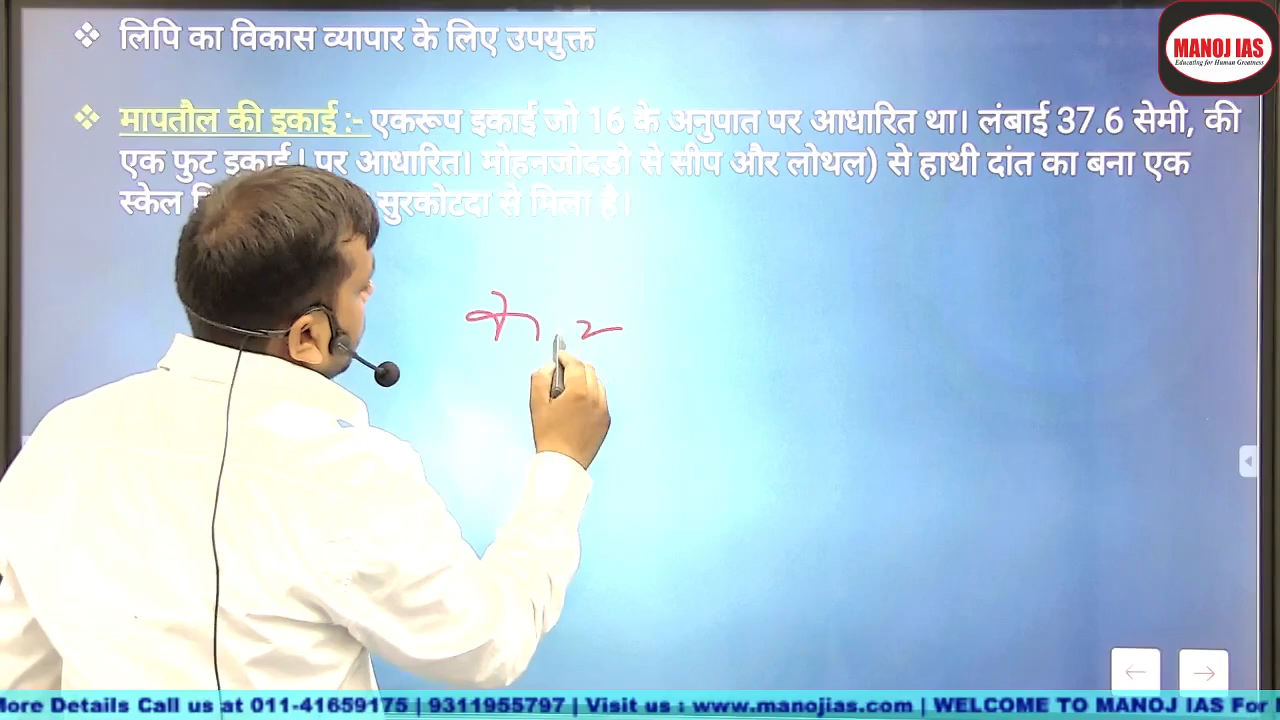 ❖ लिपि का विकास व्यापार के लिए उपयुक्त
❖ मापतौल की इकाई :- एकरूप इकाई जो 16 के अनुपात पर आधारित था। लंबाई 37.6 सेमी, की
एक फुट इकाई | पर आधारित। मोहनजोदडो से सीप और लोथल) से हाथी दांत का बना एक
स्केल सुरकोटदा से मिला है।
MANOJ IAS
Educating for Human Greatness
More Details Call us at 011-41659175 | 9311955797 | Visit us : www.manojias.com | WELCOME TO MANOJ IAS For